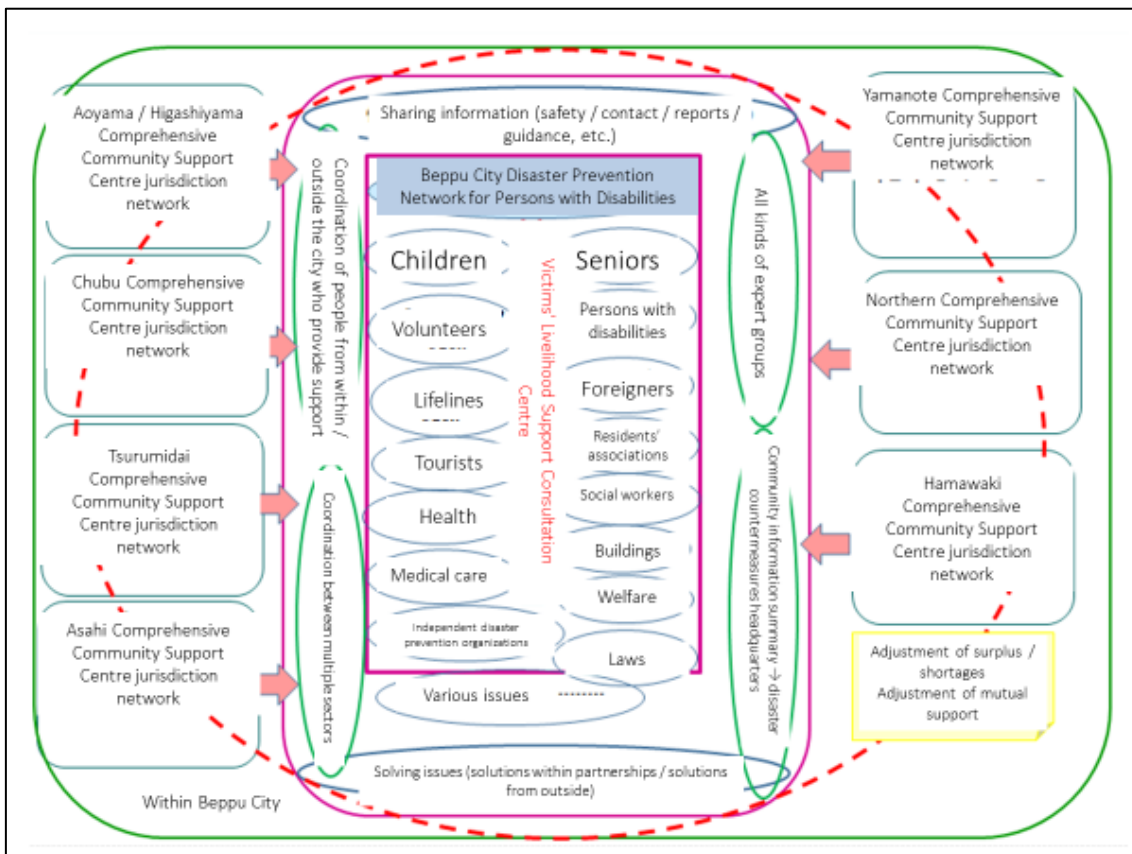 Aoyama / Higashiyama
Comprehensive
Community Support
Centre jurisdiction
network
Chubu Comprehensive
Community Support
Centre jurisdiction
network
Tsurumidai
Comprehensive
Community Support
Centre jurisdiction
network
Asahi Comprehensive
Community Support
Centre jurisdiction
network
Within Beppu City
Sharing information (safety / contact / reports /
guidance, etc.)
Coordination of people from within /
outside the city who provide support
Coordination between multiple sectors
Beppu City Disaster Prevention
Network for Persons with Disabilities
Children
Volunteers
Lifelines
Tourists
Health
Medical care
Independent disaster
prevention organizations
Various issues --------
Victims' Livelihood Support Consultation
Centre
Seniors
Persons with
disabilities
Foreigners
Residents'
associations
Social workers
Buildings
Welfare
Laws
Solving issues (solutions within partnerships / solutions
from outside)
All kinds of expert groups
Community information summary → disaster
countermeasures headquarters
Yamanote Comprehensive
Community Support
Centre jurisdiction
network
Northern Comprehensive
Community Support
Centre jurisdiction
network
Hamawaki
Comprehensive
Community Support
Centre jurisdiction
network
Adjustment of surplus /
shortages
Adjustment of mutual
support